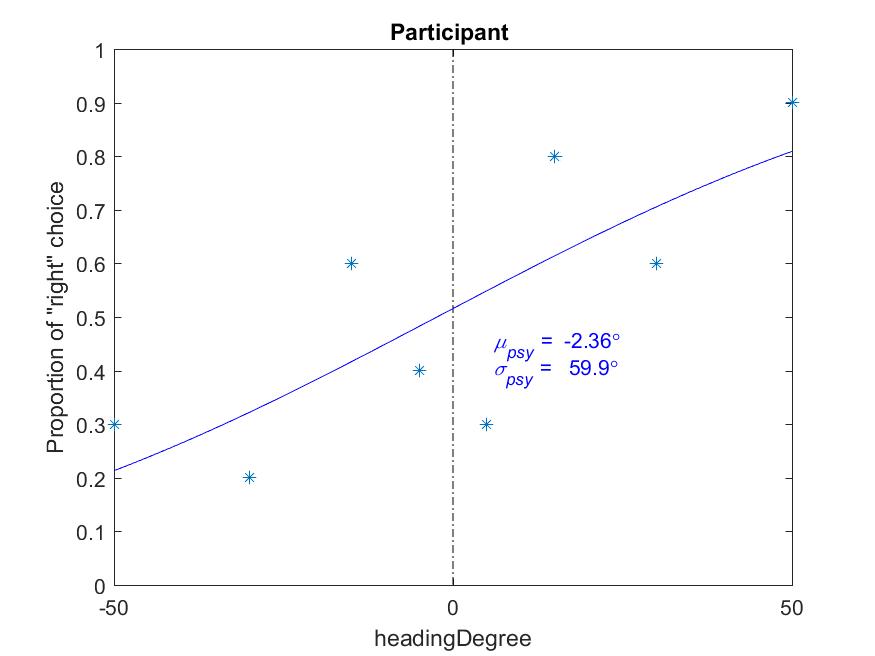 Participant
1
0.9
0.8
0.7
0.6
0.5
0.4
0.3
0.2
0.1
0
Proportion of "right" choice
μpsy = -2.36°
σpsy = 59.9°
-50 0 50
headingDegree